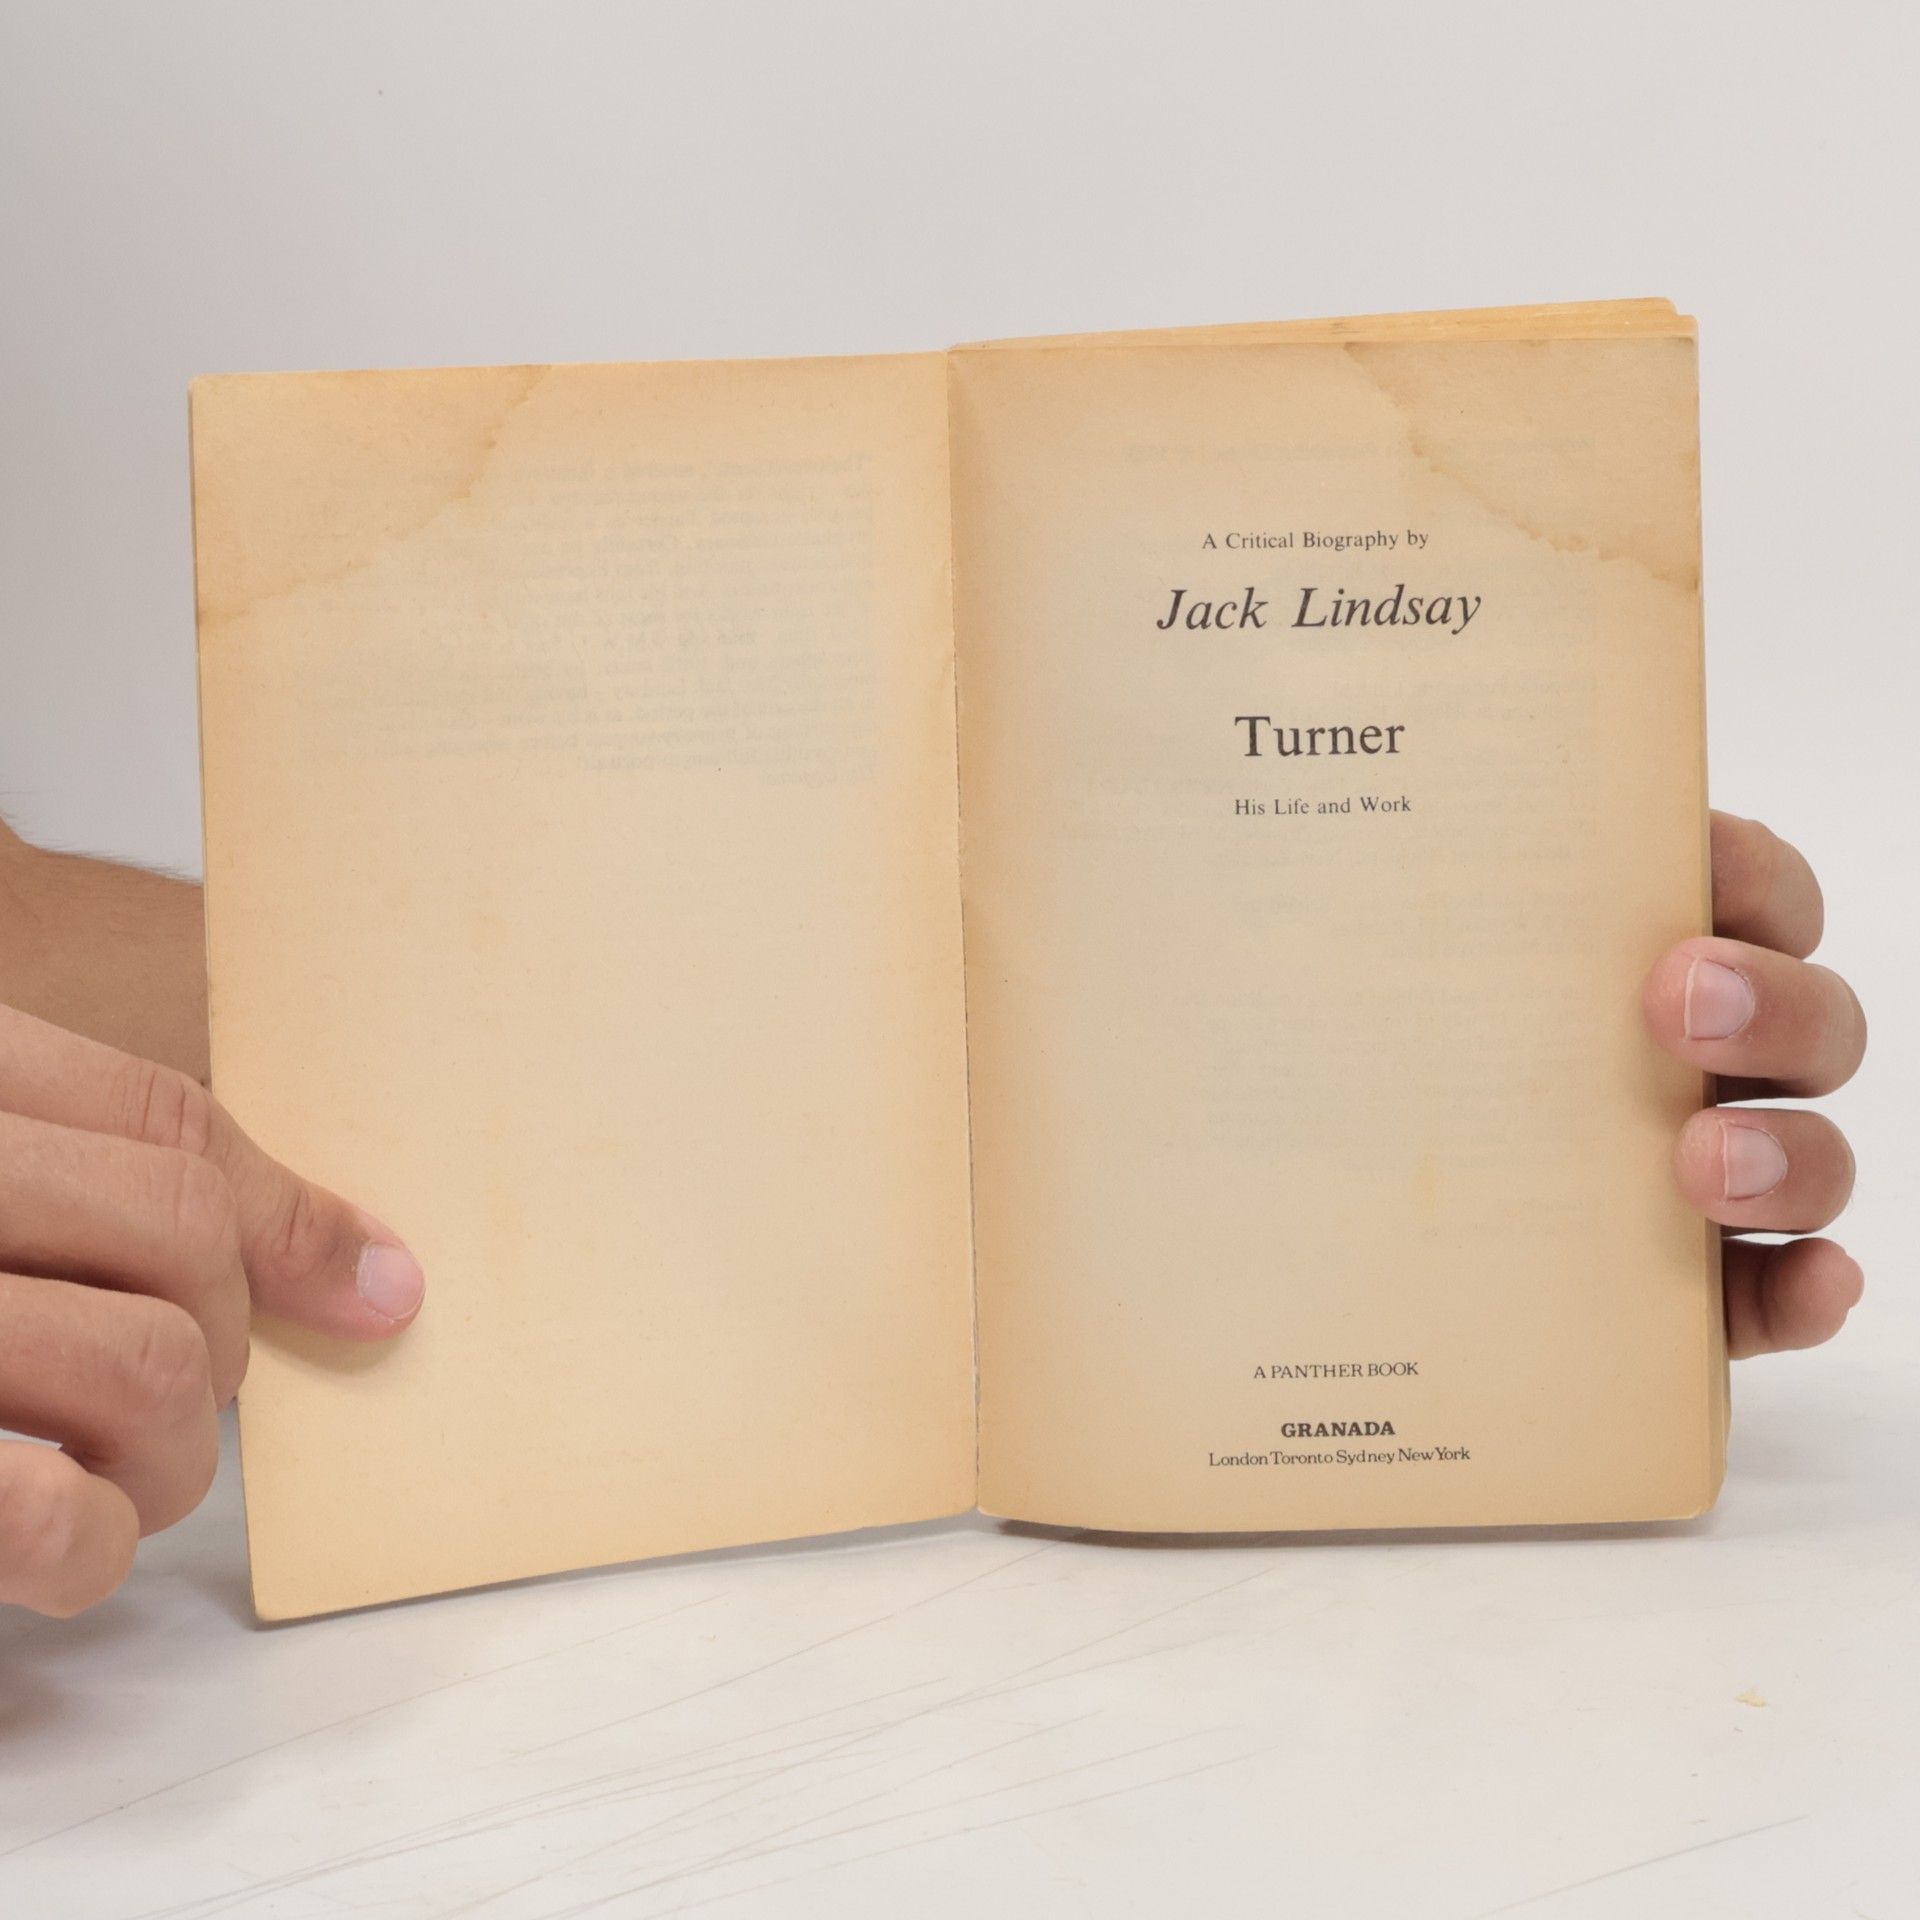 A Critical Biography by
Jack Lindsay
Turner
His Life and Work
A PANTHER BOOK
GRANADA
London Toronto Sydney New York